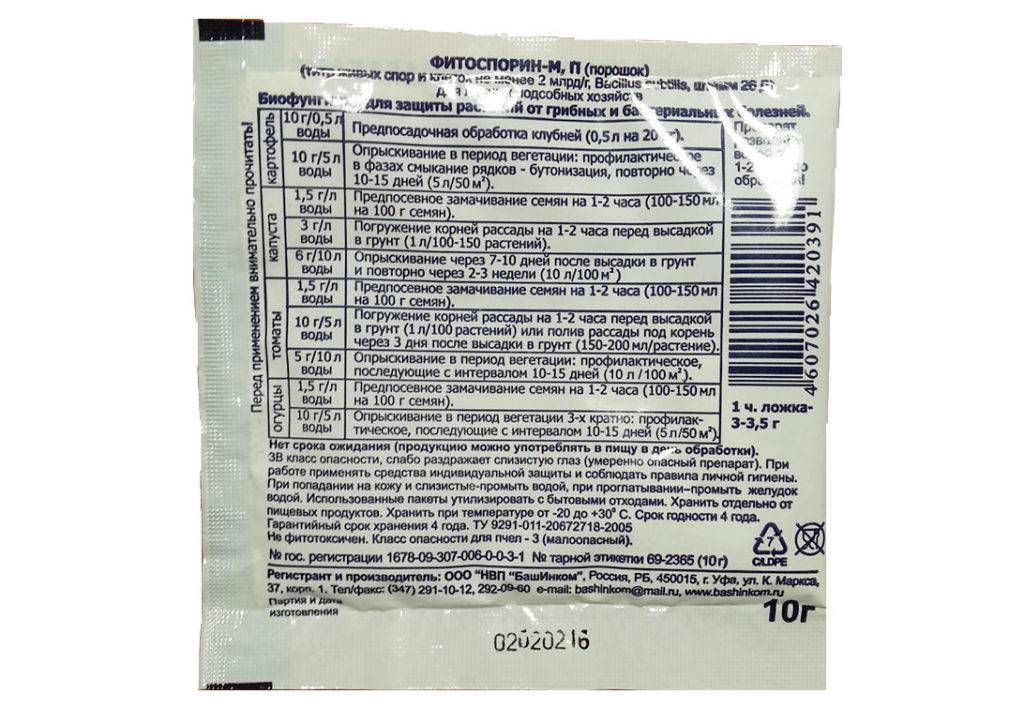 ФИТОСПОРИН-М, П (порошок)
(титр живых спор и клеток не менее 2 млрд/г, Bacillus subtilis, штамм 26 Д)
для подсобных хозяйств
Биофунгицид для защиты растений от грибных и бактериальных болезней.
Перед применением внимательно прочитать!
картофель
10 г/0,5 л
воды
Предпосадочная обработка клубней (0,5 л на 20 кг).
10 г/5 л
воды
Опрыскивание в период вегетации: профилактическое
в фазах смыкание рядков - бутонизация, повторно через
10-15 дней (5 л/50 м²).
капуста
1,5 г/л
воды
Предпосевное замачивание семян на 1-2 часа (100-150 мл
на 100 г семян).
3 г/л
воды
Погружение корней рассады на 1-2 часа перед высадкой
в грунт (1 л/100-150 растений).
6 г/10 л
воды
Опрыскивание через 7-10 дней после высадки в грунт
и повторно через 2-3 недели (10 л/100 м²)
томаты
1,5 г/л
воды
Предпосевное замачивание семян на 1-2 часа (100-150 мл
на 100 г семян).
10 г/5 л
воды
Погружение корней рассады на 1-2 часа перед высадкой
в грунт (1 л/100 растений) или полив рассады под корень
через 3 дня после высадки в грунт (150-200 мл/растение).
5 г/10 л
воды
Опрыскивание в период вегетации: профилактическое,
последующие с интервалом 10-15 дней (10 л / 100 м²).
огурцы
1,5 г/л
воды
Предпосевное замачивание семян на 1-2 часа (100-150 мл
на 100 г семян).
10 г/5 л
воды
Опрыскивание в период вегетации 3-х кратно: профилак-
тическое, последующие с интервалом 10-15 дней (5 л/50 м²).
Препарат
1-2
4607026420391
1 ч. ложка-
3-3,5 г
Нет срока ожидания (продукцию можно употреблять в пищу в день обработки).
3В класс опасности, слабо раздражает слизистую глаз (умеренно опасный препарат). При
работе применять средства индивидуальной защиты и соблюдать правила личной гигиены.
При попадании на кожу и слизистые-промыть водой, при проглатывании–промыть желудок
водой. Использованные пакеты утилизировать с бытовыми отходами. Хранить отдельно от
пищевых продуктов. Хранить при температуре от -20 до +30° С. Срок годности 4 года.
Гарантийный срок хранения 4 года. ТУ 9291-011-20672718-2005
Не фитотоксичен. Класс опасности для пчел - 3 (малоопасный).
4
C/LDPE
№ гос. регистрации 1678-09-307-006-0-0-3-1 № тарной этикетки 69-2365 (10 г)
Регистрант и производитель: ООО "НВП "БашИнком", Россия, РБ, 450015, г. Уфа, ул. К. Маркса,
37, корп. 1. Тел/факс: (347) 291-10-12, 292-09-60 e-mail: bashinkom@mail.ru, www.bashinkom.ru
Партия и дата
изготовления
10г
02020216